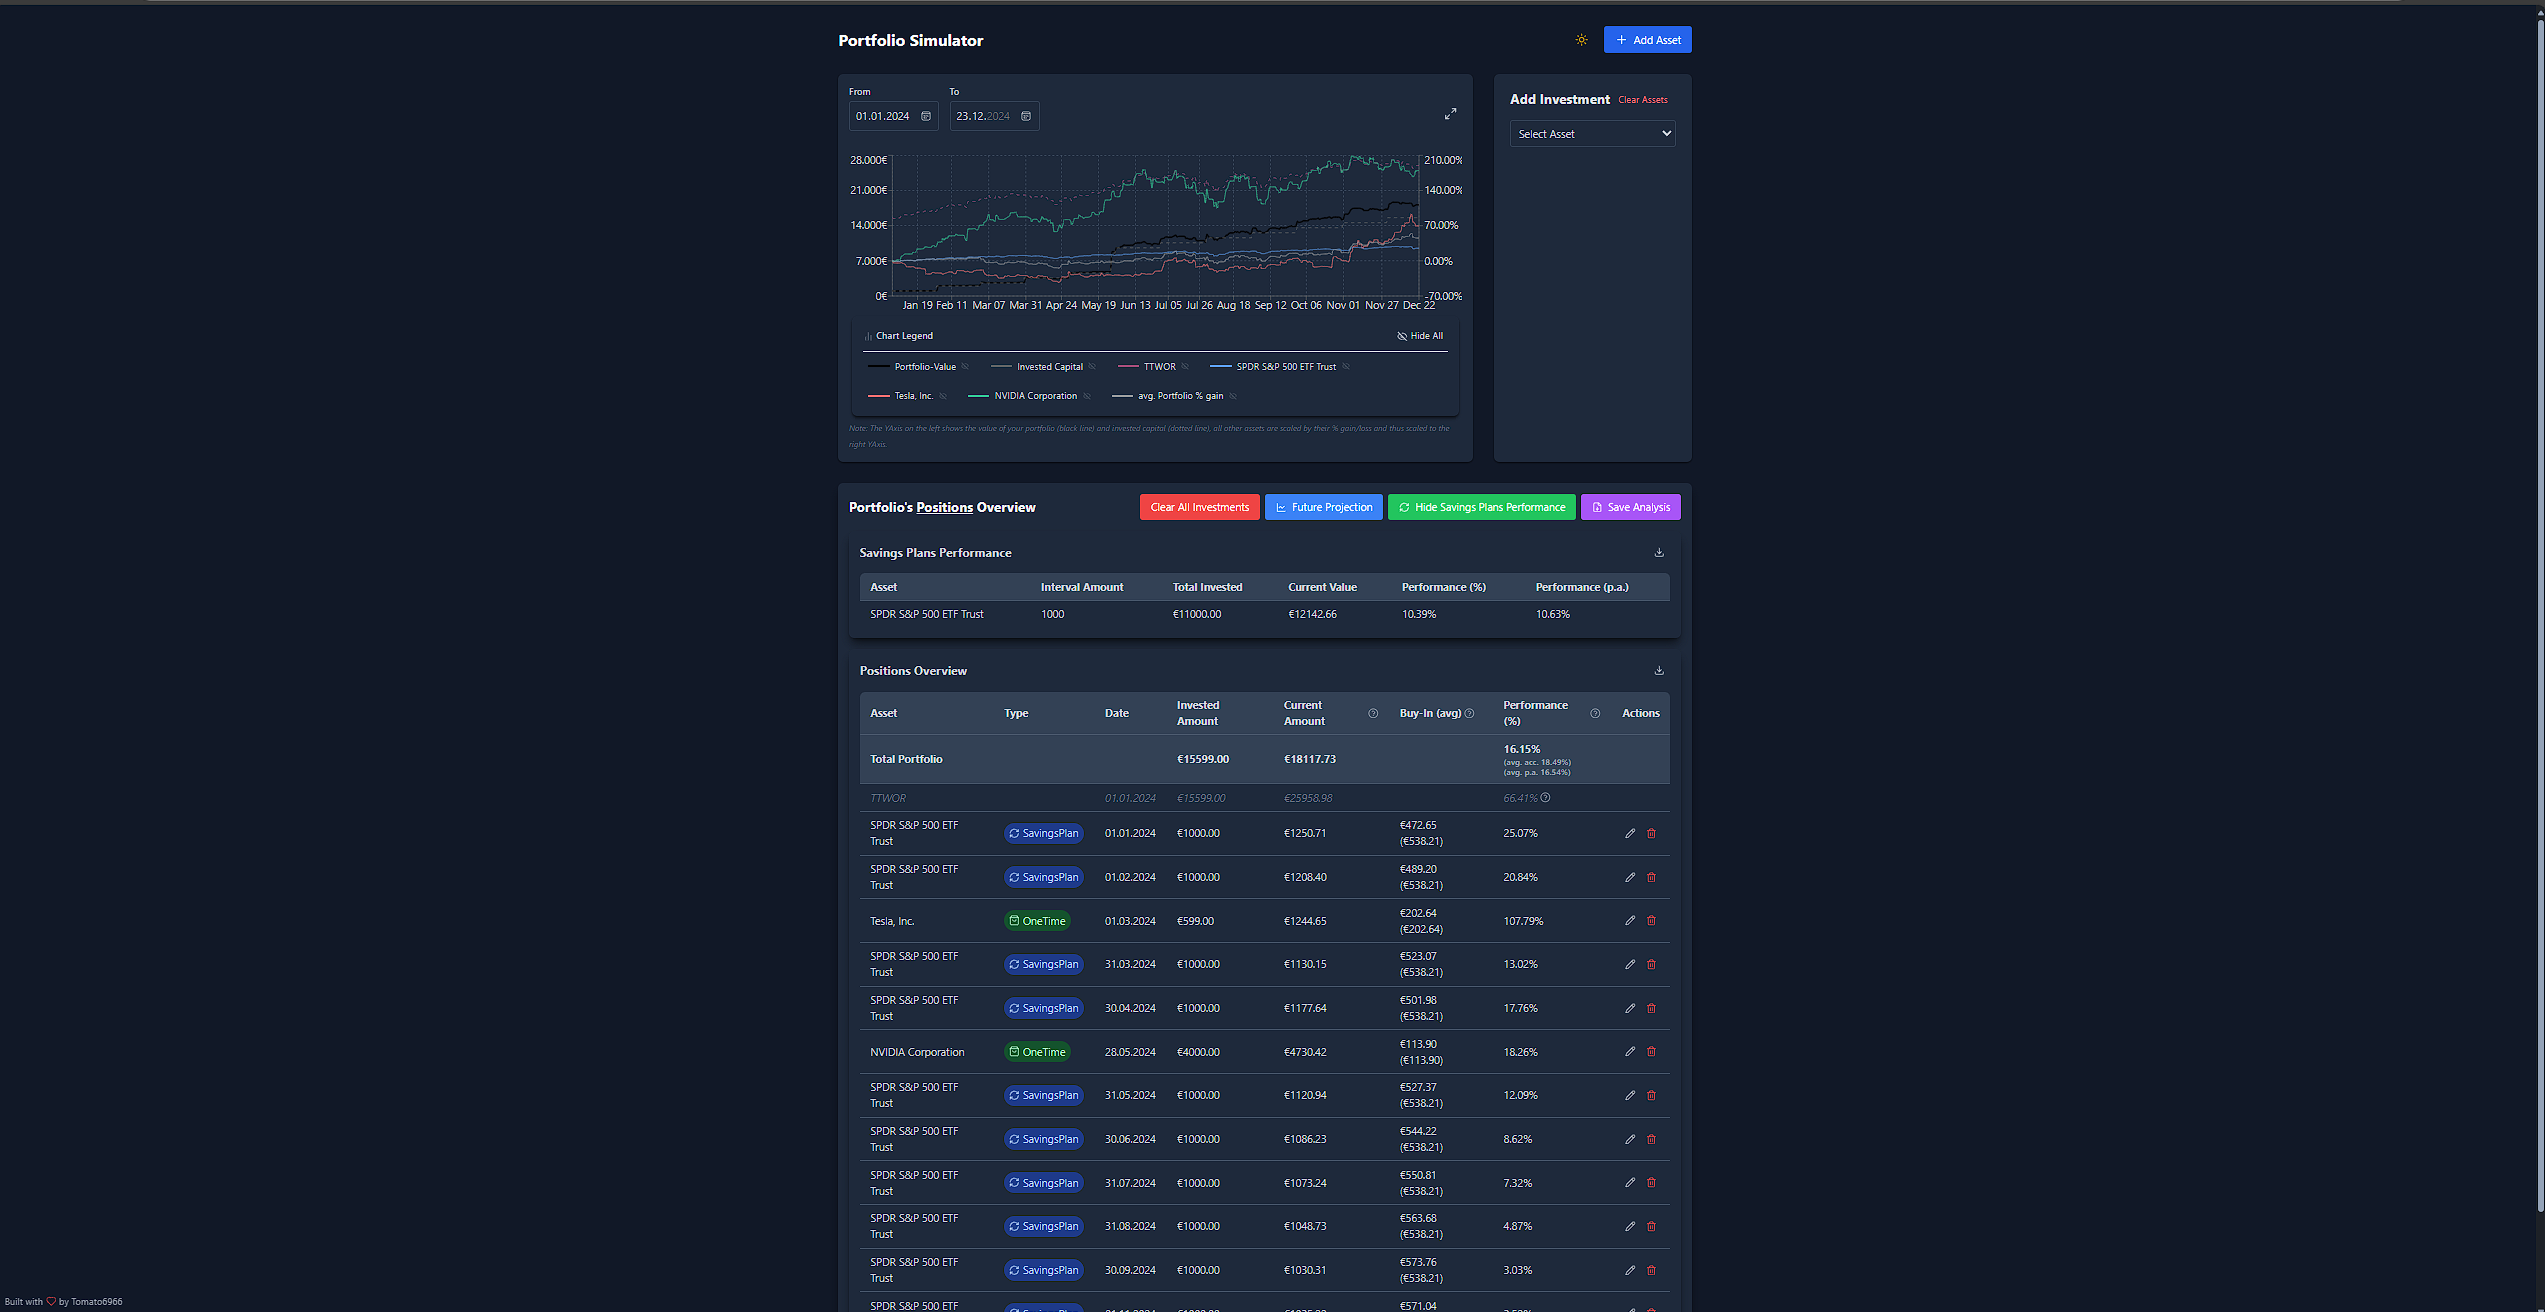 Portfolio Simulator
Add Asset
From
To
01.01.2024
23.12.2024
Add Investment Clear Assets
Select Asset
28.000€
21.000€
14.000€
7.000€
0€
210.00%
140.00%
70.00%
0.00%
-70.00%
Jan 19 Feb 11 Mar 07 Mar 31 Apr 24 May 19 Jun 13 Jul 05 Jul 26 Aug 18 Sep 12 Oct 06 Nov 01 Nov 27 Dec 22
Chart Legend
Hide All
Portfolio-Value Invested Capital TTWOR SPDR S&P 500 ETF Trust
Tesla, Inc. NVIDIA Corporation avg. Portfolio % gain
Note: The YAxis on the left shows the value of your portfolio (black line) and invested capital (dotted line), all other assets are scaled by their % gain/loss and thus scaled to the
right YAxis.
Portfolio's Positions Overview
Clear All Investments
Future Projection
Hide Savings Plans Performance
Save Analysis
Savings Plans Performance
Asset Interval Amount Total Invested Current Value Performance (%) Performance (p.a.)
SPDR S&P 500 ETF Trust 1000 €11000.00 €12142.66 10.39% 10.63%
Positions Overview
Asset Type Date Invested Amount Current Amount Buy-In (avg) Performance (%) Actions
Total Portfolio €15599.00 €18117.73 16.15%
(avg. acc. 18.49%)
(avg. p.a. 16.54%)
TTWOR 01.01.2024 €15599.00 €25958.98 66.41%
SPDR S&P 500 ETF Trust SavingsPlan 01.01.2024 €1000.00 €1250.71 €472.65 (€538.21) 25.07%
SPDR S&P 500 ETF Trust SavingsPlan 01.02.2024 €1000.00 €1208.40 €489.20 (€538.21) 20.84%
Tesla, Inc. OneTime 01.03.2024 €599.00 €1244.65 €202.64 (€202.64) 107.79%
SPDR S&P 500 ETF Trust SavingsPlan 31.03.2024 €1000.00 €1130.15 €523.07 (€538.21) 13.02%
SPDR S&P 500 ETF Trust SavingsPlan 30.04.2024 €1000.00 €1177.64 €501.98 (€538.21) 17.76%
NVIDIA Corporation OneTime 28.05.2024 €4000.00 €4730.42 €113.90 (€113.90) 18.26%
SPDR S&P 500 ETF Trust SavingsPlan 31.05.2024 €1000.00 €1120.94 €527.37 (€538.21) 12.09%
SPDR S&P 500 ETF Trust SavingsPlan 30.06.2024 €1000.00 €1086.23 €544.22 (€538.21) 8.62%
SPDR S&P 500 ETF Trust SavingsPlan 31.07.2024 €1000.00 €1073.24 €550.81 (€538.21) 7.32%
SPDR S&P 500 ETF Trust SavingsPlan 31.08.2024 €1000.00 €1048.73 €563.68 (€538.21) 4.87%
SPDR S&P 500 ETF Trust SavingsPlan 30.09.2024 €1000.00 €1030.31 €573.76 (€538.21) 3.03%
SPDR S&P 500 ETF €571.04
Built with by Tomato6966